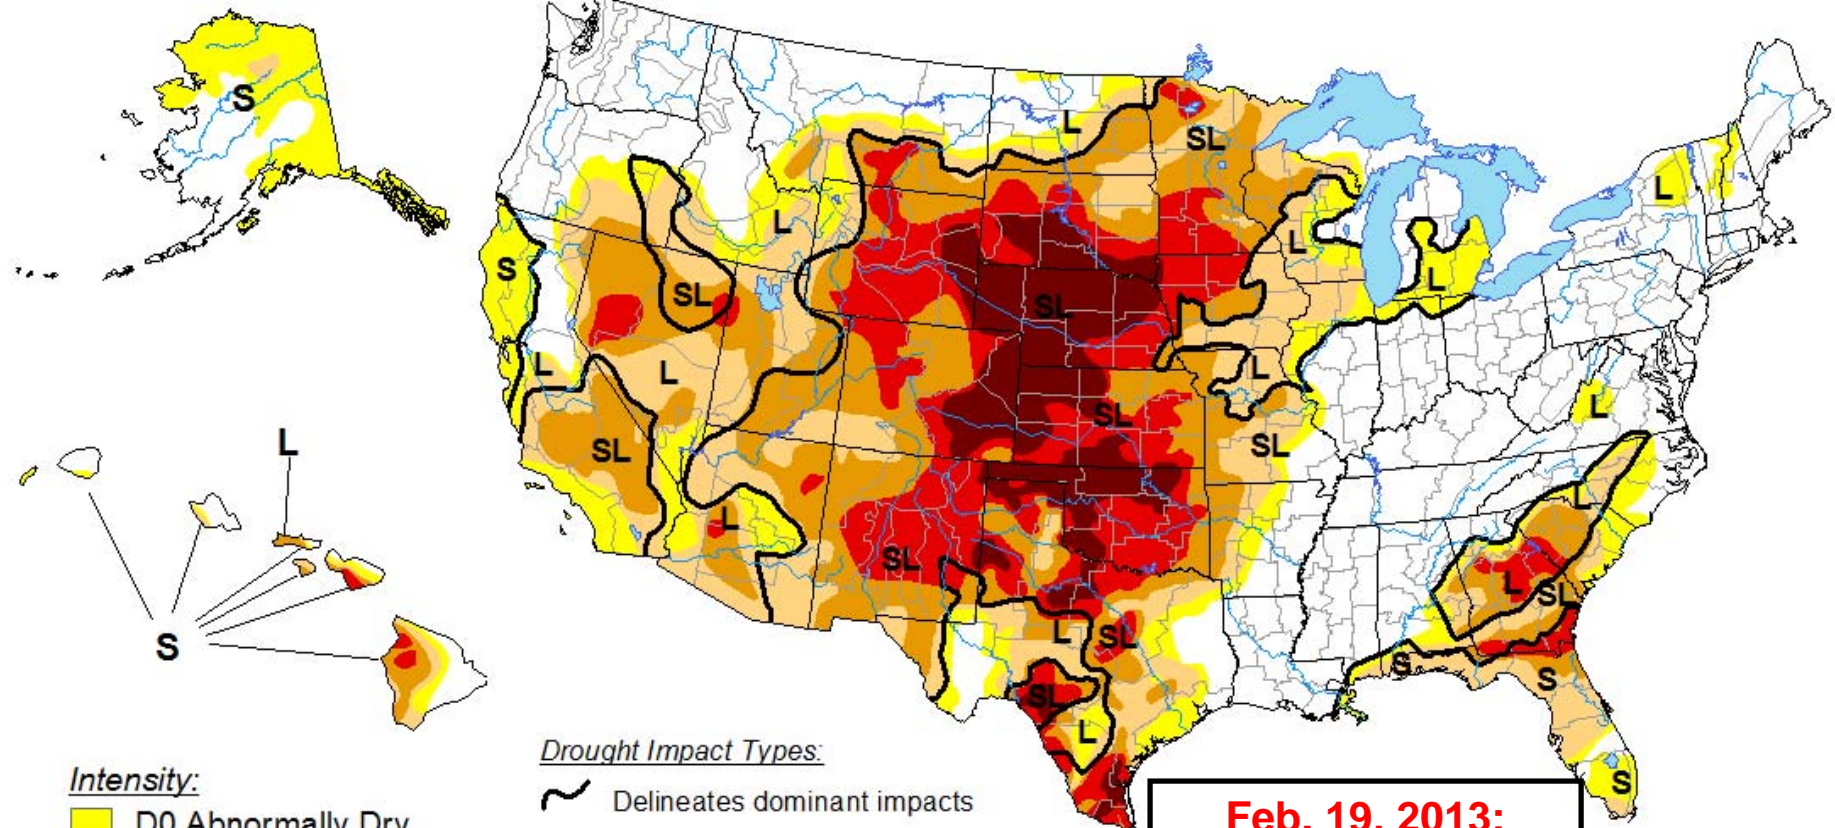 S
L
SL
L
SL
S
L
L
SL
L
L
SL
L
SL
L
SL
L
L
SL
L
SL
L
L
SL
L
SL
S
S
SL
L
S
L
S
Intensity:
D0 Abnormally Dry
Drought Impact Types:
Delineates dominant impacts
Feb. 19, 2013: